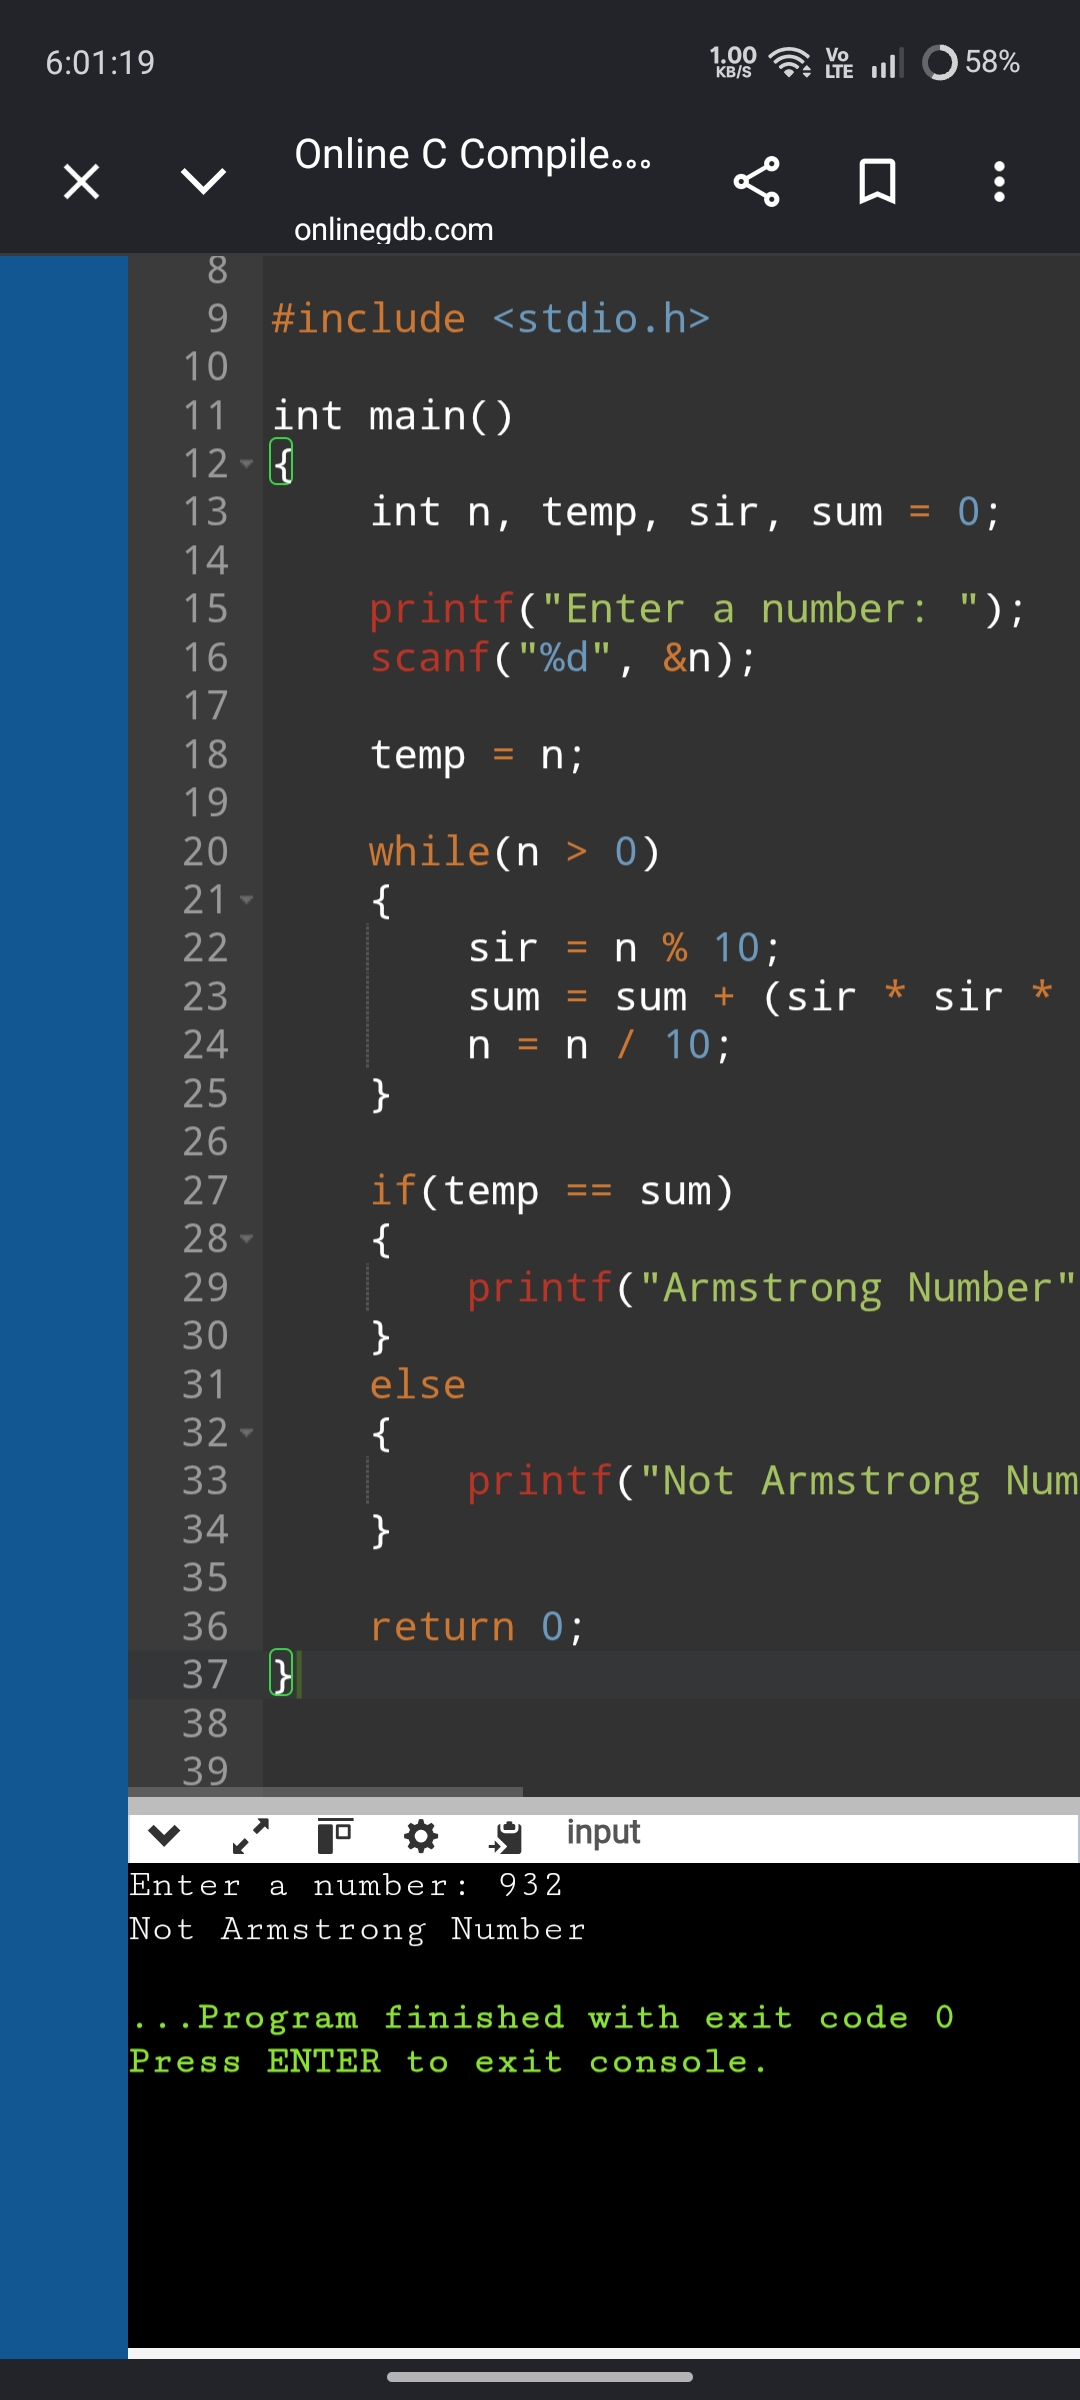 6:01:19
1.00 KB/S Vo LTE 58%
Online C Compile...
onlinegdb.com
8
9 #include <stdio.h>
10
11 int main()
12 {
13     int n, temp, sir, sum = 0;
14
15     printf("Enter a number: ");
16     scanf("%d", &n);
17
18     temp = n;
19
20     while(n > 0)
21     {
22         sir = n % 10;
23         sum = sum + (sir * sir *
24         n = n / 10;
25     }
26
27     if(temp == sum)
28     {
29         printf("Armstrong Number"
30     }
31     else
32     {
33         printf("Not Armstrong Num
34     }
35
36     return 0;
37 }
38
39
input
Enter a number: 932
Not Armstrong Number
...Program finished with exit code 0
Press ENTER to exit console.